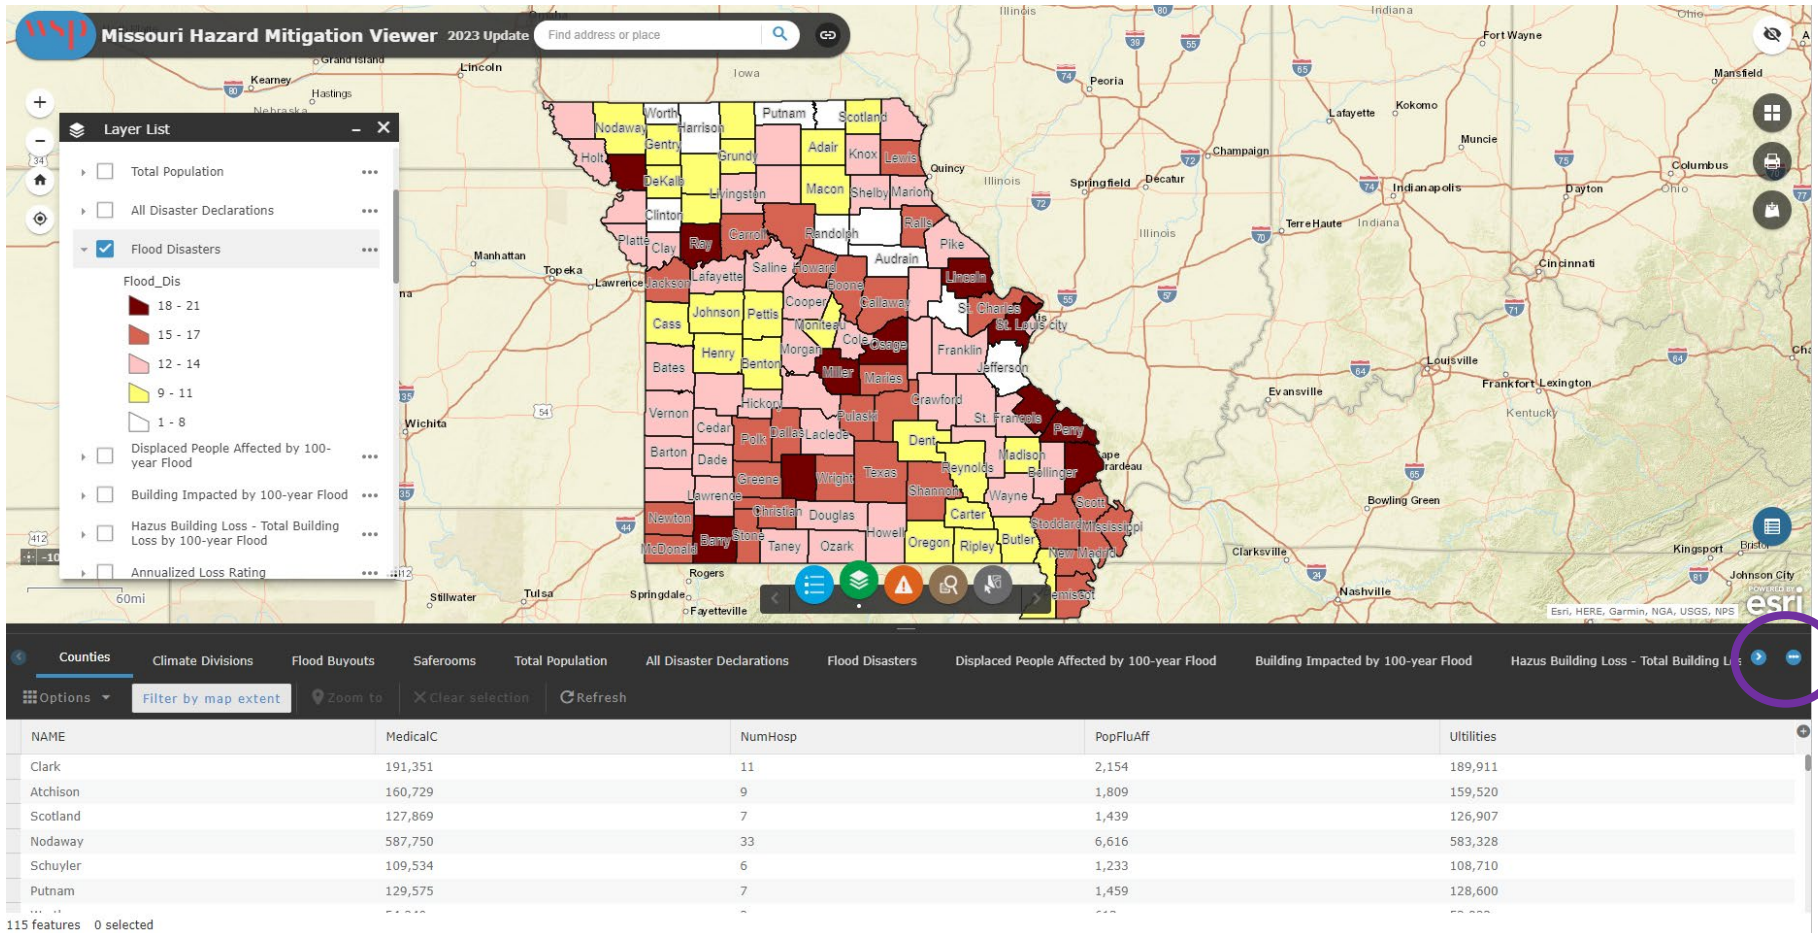 wsp Missouri Hazard Mitigation Viewer 2023 Update
Find address or place
Layer List
Total Population
All Disaster Declarations
Flood Disasters
Flood_Dis
18 - 21
15 - 17
12 - 14
9 - 11
1 - 8
Displaced People Affected by 100-
year Flood
Building Impacted by 100-year Flood
Hazus Building Loss - Total Building
Loss by 100-year Flood
Annualized Loss Rating
60mi
Illinois
Indiana
Ohio
Grand Island
Lincoln
Kearney
Hastings
Nebraska
Iowa
Peoria
Fort Wayne
Mansfield
Lafayette
Kokomo
Muncie
Champaign
Columbus
Quincy
Illinois
Springfield
Decatur
Indianapolis
Dayton
Ohio
Terre Haute
Indiana
Illinois
Manhattan
Topeka
Lawrence
Cincinnati
Louisville
Frankfort
Lexington
Evansville
Kentucky
Wichita
Bowling Green
Clarksville
Kingsport
Bristol
Johnson City
Nashville
Rogers
Springdale
Fayetteville
Stillwater
Tulsa
Worth
Putnam
Scotland
Nodaway
Harrison
Gentry
Grundy
Adair
Knox
Lewis
Holt
DeKalb
Livingston
Macon
Shelby
Marion
Clinton
Platte
Clay
Ray
Carroll
Randolph
Ralls
Pike
Audrain
Saline
Howard
Jackson
Lafayette
Boone
Callaway
Lincoln
Cooper
St. Charles
St. Louis city
Cass
Johnson
Pettis
Moniteau
Cole
Osage
Franklin
Jefferson
Henry
Benton
Morgan
Miller
Maries
Bates
Vernon
Hickory
Pulaski
Crawford
St. Francois
Perry
Cedar
Polk
Dallas
Laclede
Dent
Barton
Dade
Greene
Wright
Texas
Reynolds
Madison
Bollinger
Shannon
Wayne
Lawrence
Newton
Christian
Douglas
Howell
Carter
Scott
Stoddard
Mississippi
McDonald
Barry
Stone
Taney
Ozark
Oregon
Ripley
Butler
New Madrid
Esri, HERE, Garmin, NGA, USGS, NPS
POWERED BY
esri
Counties Climate Divisions Flood Buyouts Saferooms Total Population All Disaster Declarations Flood Disasters Displaced People Affected by 100-year Flood Building Impacted by 100-year Flood Hazus Building Loss - Total Building
Options Filter by map extent Zoom to Clear selection Refresh
NAME MedicalC NumHosp PopFluAff Ultilities
Clark 191,351 11 2,154 189,911
Atchison 160,729 9 1,809 159,520
Scotland 127,869 7 1,439 126,907
Nodaway 587,750 33 6,616 583,328
Schuyler 109,534 6 1,233 108,710
Putnam 129,575 7 1,459 128,600
115 features 0 selected